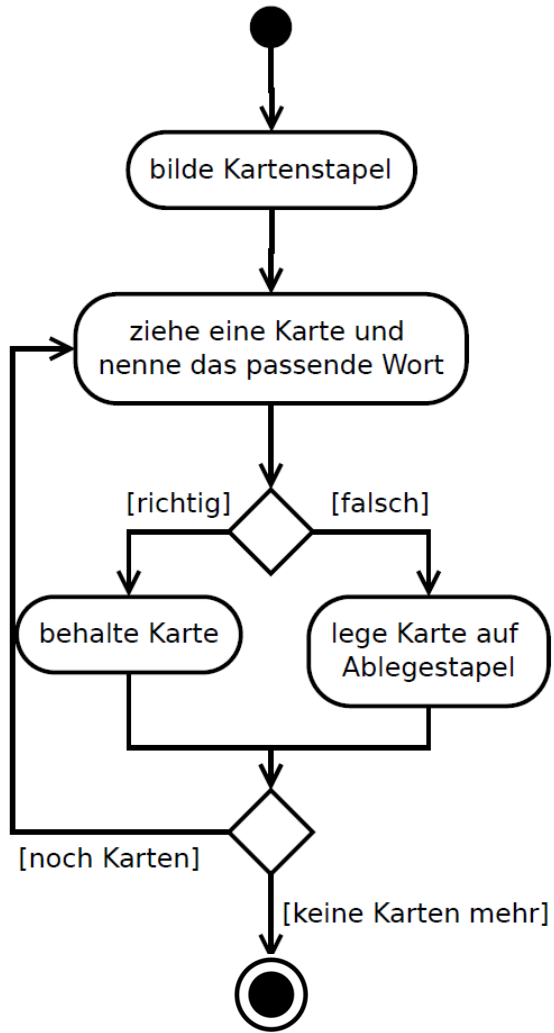 bilde Kartenstapel
ziehe eine Karte und
nenne das passende Wort
[richtig]
[falsch]
behalte Karte
lege Karte auf
Ablegestapel
[noch Karten]
[keine Karten mehr]